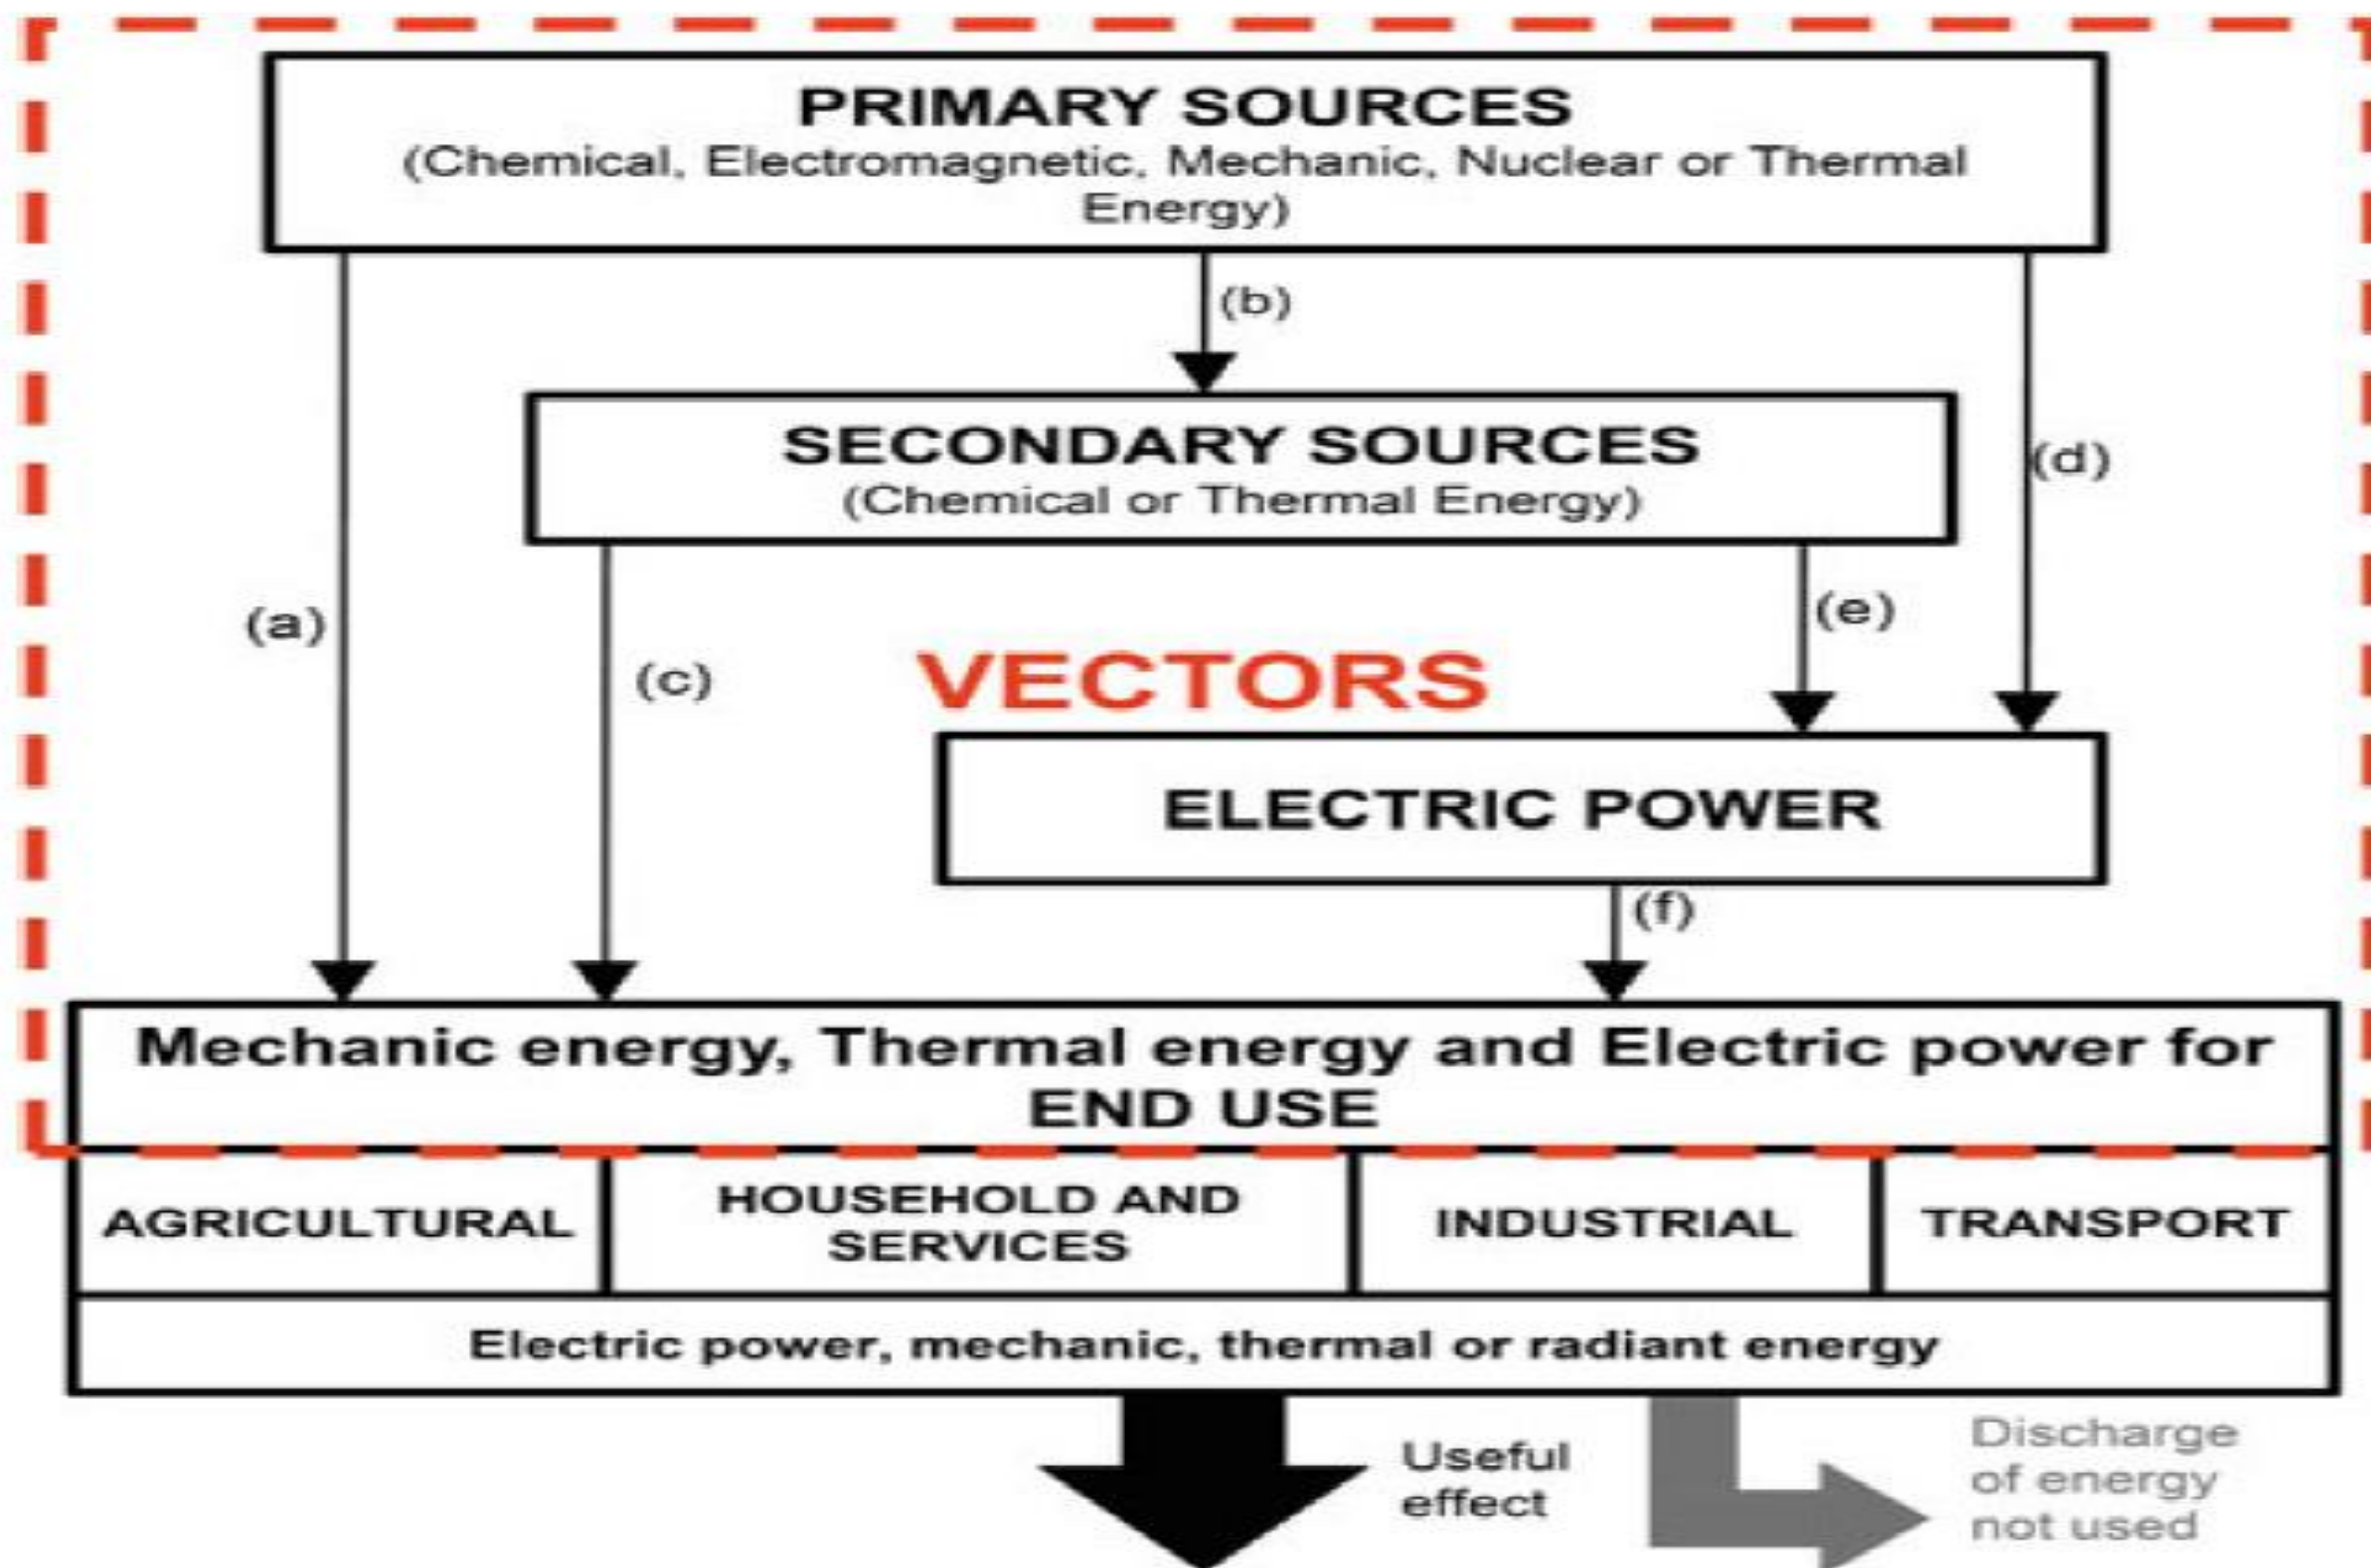 PRIMARY SOURCES
(Chemical, Electromagnetic, Mechanic, Nuclear or Thermal
Energy)
(b)
SECONDARY SOURCES
(Chemical or Thermal Energy)
(d)
(a)
(c)
(e)
VECTORS
ELECTRIC POWER
(f)
Mechanic energy, Thermal energy and Electric power for
END USE
AGRICULTURAL
HOUSEHOLD AND
SERVICES
INDUSTRIAL
TRANSPORT
Electric power, mechanic, thermal or radiant energy
Useful
effect
Discharge
of energy
not used